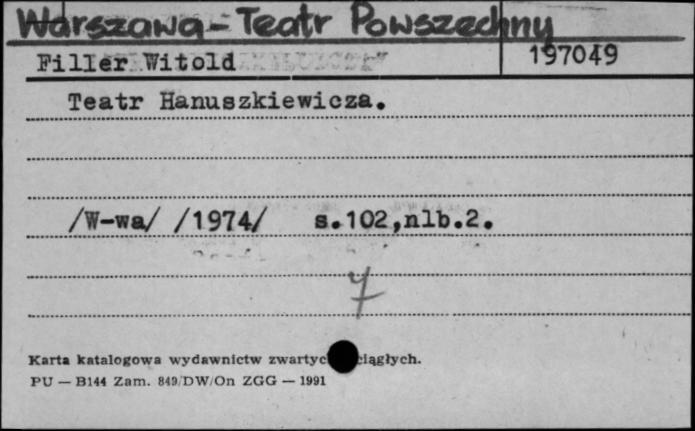 Warszawa - Teatr Powszechny
Filler Witold 197049
Teatr Hanuszkiewicza.
/W-wa/ /1974/ s.102,nlb.2.
7
Karta katalogowa wydawnictw ciągłych.
PU — B144 Zam. 849/DW/On ZGG — 1991